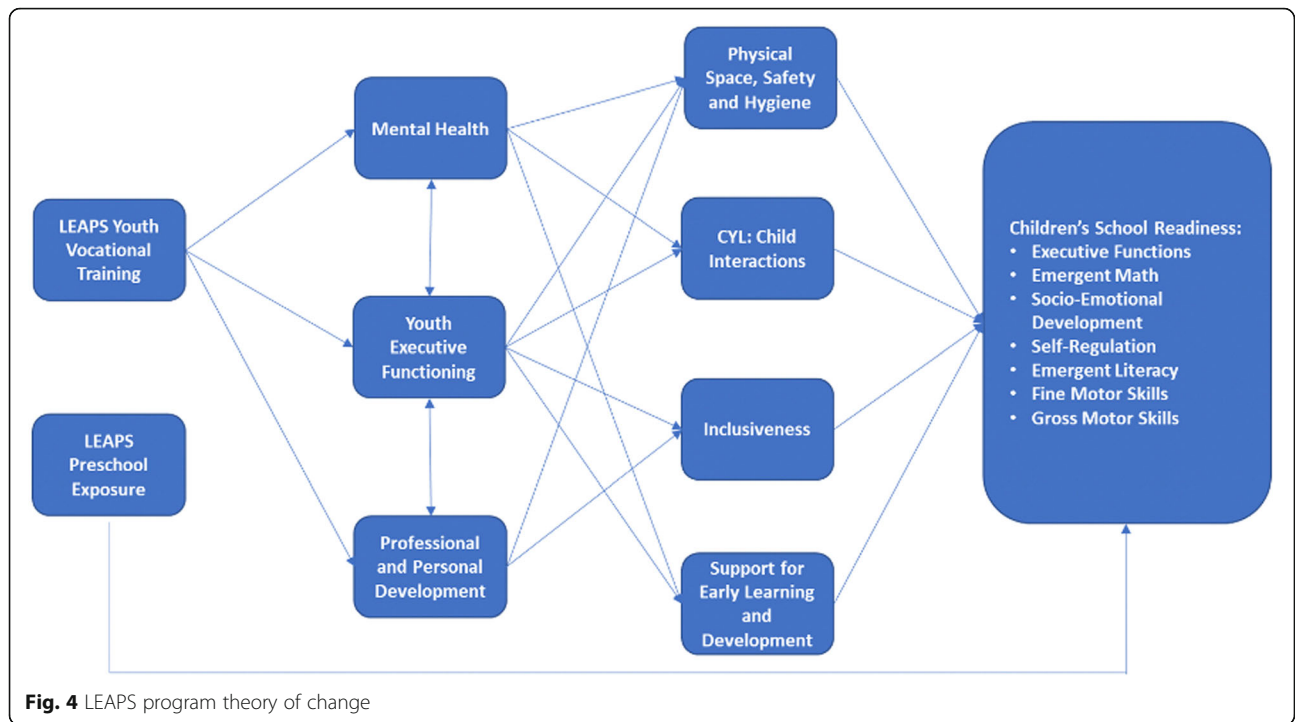 LEAPS Youth
Vocational
Training
LEAPS
Preschool
Exposure
Mental Health
Youth
Executive
Functioning
Professional
and Personal
Development
Physical
Space, Safety
and Hygiene
CYL: Child
Interactions
Inclusiveness
Support for
Early Learning
and
Development
Children's School Readiness:
• Executive Functions
• Emergent Math
• Socio-Emotional
Development
• Self-Regulation
• Emergent Literacy
• Fine Motor Skills
• Gross Motor Skills
Fig. 4 LEAPS program theory of change